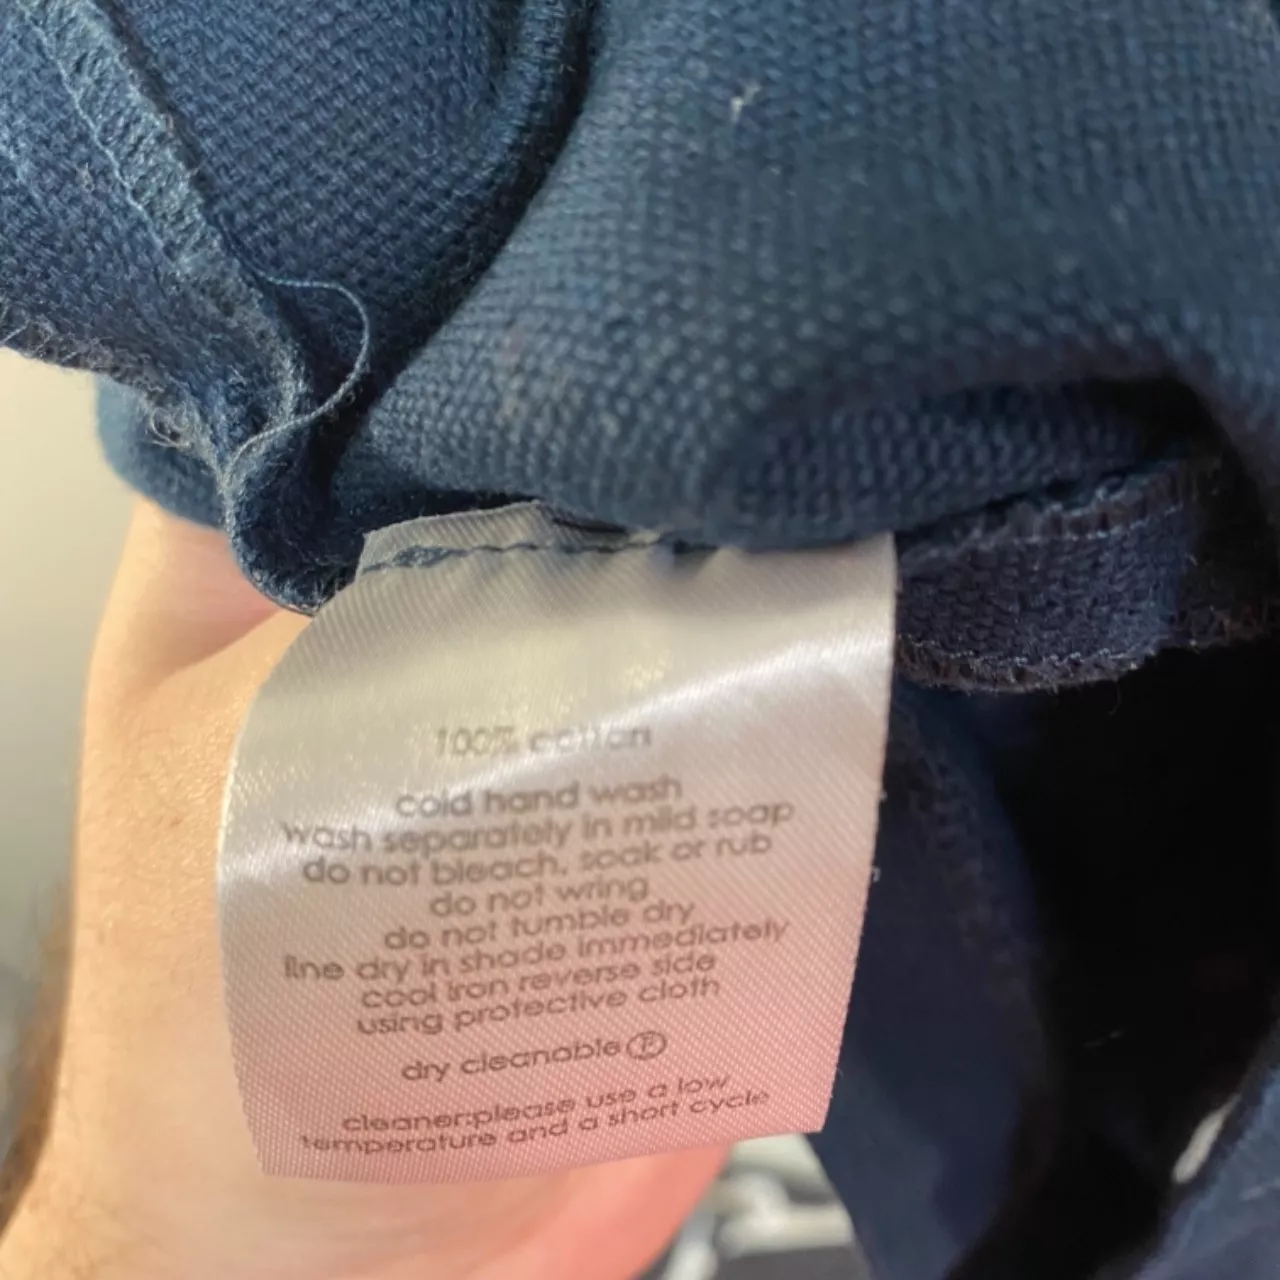 100% cotton
cold hand wash
wash separately in mild soap
do not bleach, soak or rub
do not wring
do not tumble dry
line dry in shade immediately
cool iron reverse side
using protective cloth
dry cleanable Ⓟ
cleaner:please use a low
temperature and a short cycle